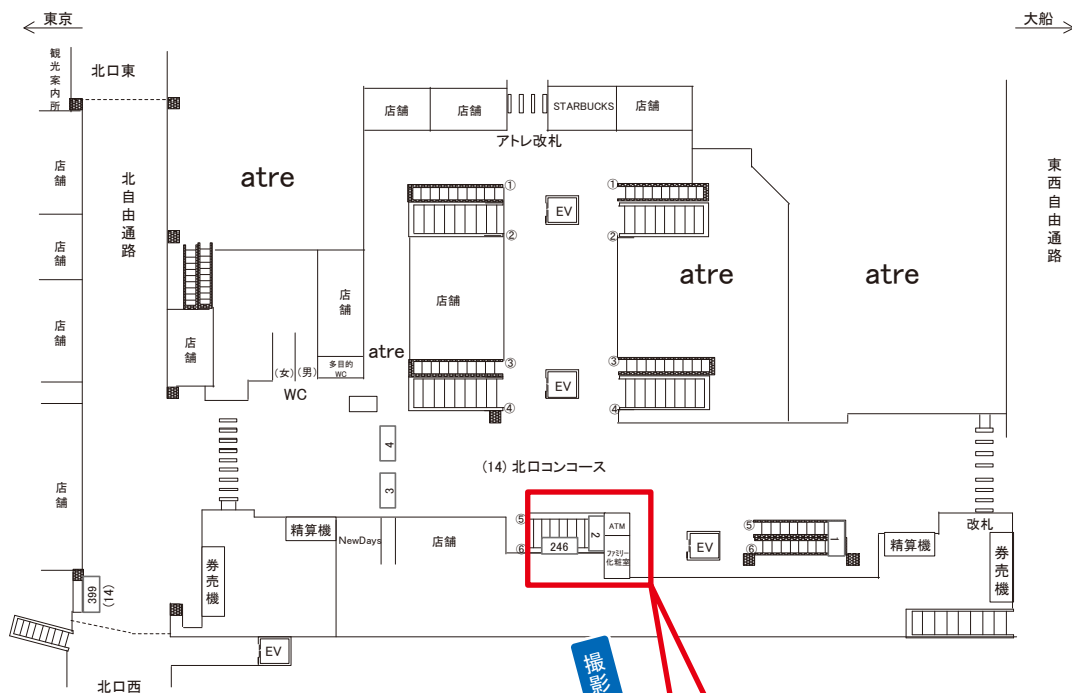 東京
大船
観光案内所
北口東
店舗
店舗
STARBUCKS
店舗
アトレ改札
店舗
北自由通路
atre
東西自由通路
①
①
EV
②
②
店舗
atre
atre
店舗
店舗
店舗
店舗
atre
③
③
多目的
WC
(女)
(男)
WC
EV
④
④
4
(14) 北口コンコース
店舗
3
⑤
ATM
⑤
改札
精算機
NewDays
店舗
2
⑥
246
ファミリー
化粧室
EV
⑥
1
精算機
券売機
券売機
399
(14)
EV
撮影
北口西